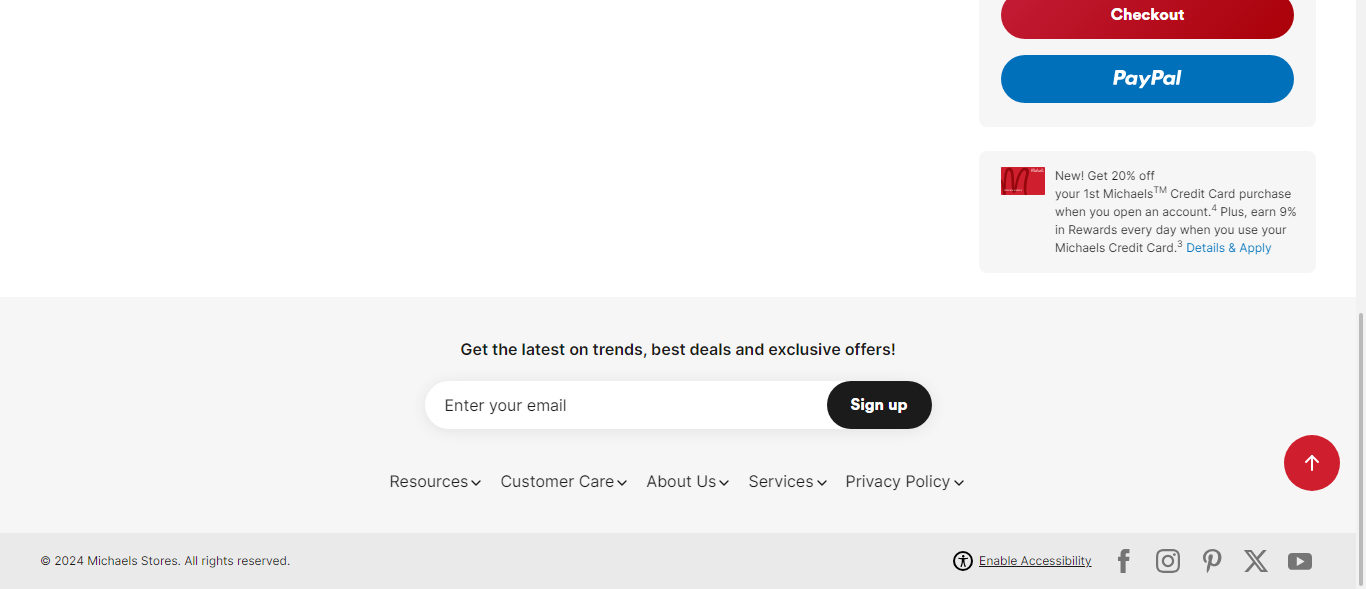 Checkout
PayPal
New! Get 20% off
your 1st Michaels™ Credit Card purchase
when you open an account.⁴ Plus, earn 9%
in Rewards every day when you use your
Michaels Credit Card.³ Details & Apply
Get the latest on trends, best deals and exclusive offers!
Enter your email
Sign up
Resources Customer Care About Us Services Privacy Policy
© 2024 Michaels Stores. All rights reserved.
Enable Accessibility